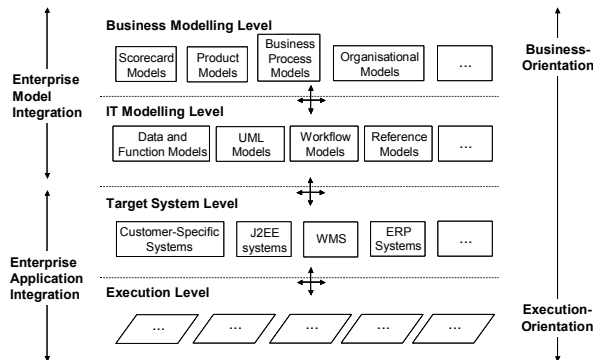 Business Modelling Level
Scorecard
Models
Product
Models
Business
Process
Models
Organisational
Models
...
IT Modelling Level
Data and
Function Models
UML
Models
Workflow
Models
Reference
Models
...
Target System Level
Customer-Specific
Systems
J2EE
systems
WMS
ERP
Systems
...
Execution Level
...
...
...
...
...
Enterprise
Model
Integration
Enterprise
Application
Integration
Business-
Orientation
Execution-
Orientation